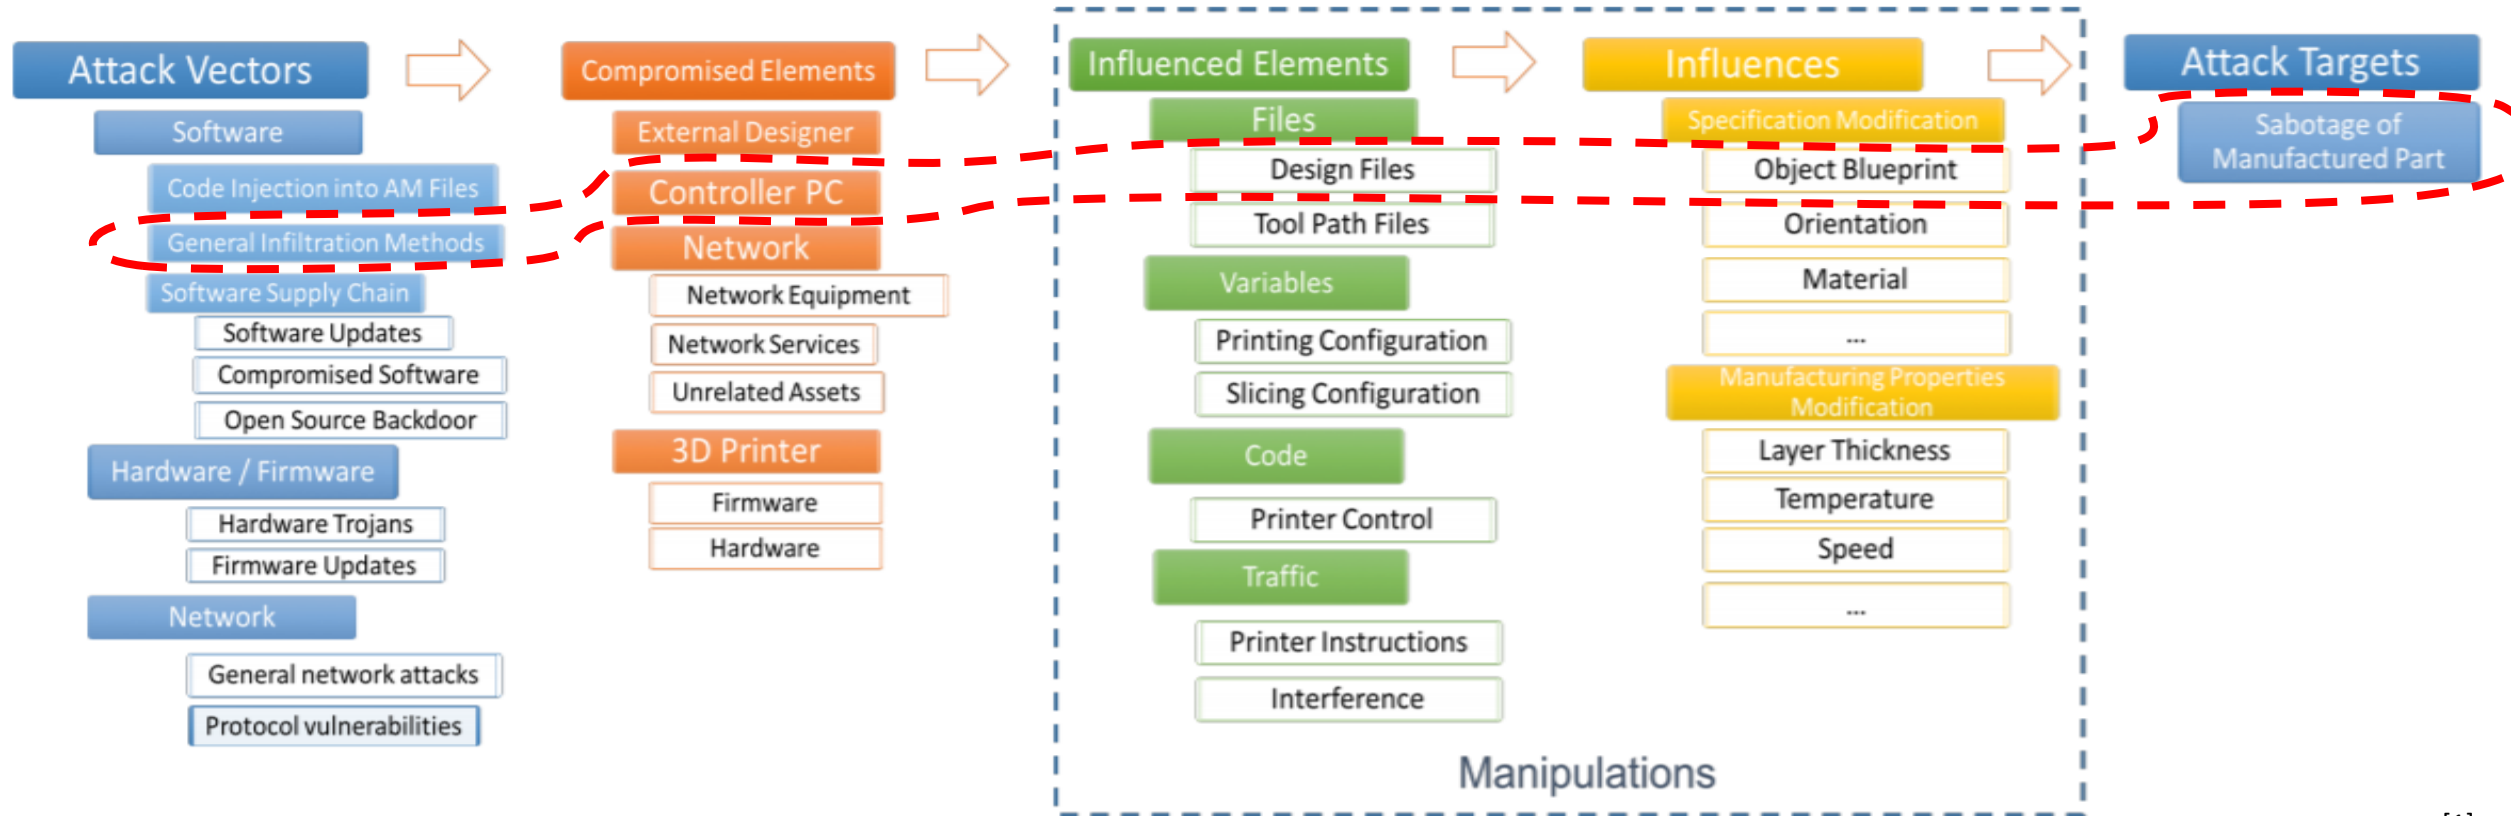 Attack Vectors
Software
Code Injection into AM Files
General Infiltration Methods
Software Supply Chain
Software Updates
Compromised Software
Open Source Backdoor
Hardware / Firmware
Hardware Trojans
Firmware Updates
Network
General network attacks
Protocol vulnerabilities
Compromised Elements
External Designer
Controller PC
Network
Network Equipment
Network Services
Unrelated Assets
3D Printer
Firmware
Hardware
Influenced Elements
Files
Design Files
Tool Path Files
Variables
Printing Configuration
Slicing Configuration
Code
Printer Control
Traffic
Printer Instructions
Interference
Influences
Specification Modification
Object Blueprint
Orientation
Material
...
Manufacturing Properties
Modification
Layer Thickness
Temperature
Speed
...
Manipulations
Attack Targets
Sabotage of
Manufactured Part